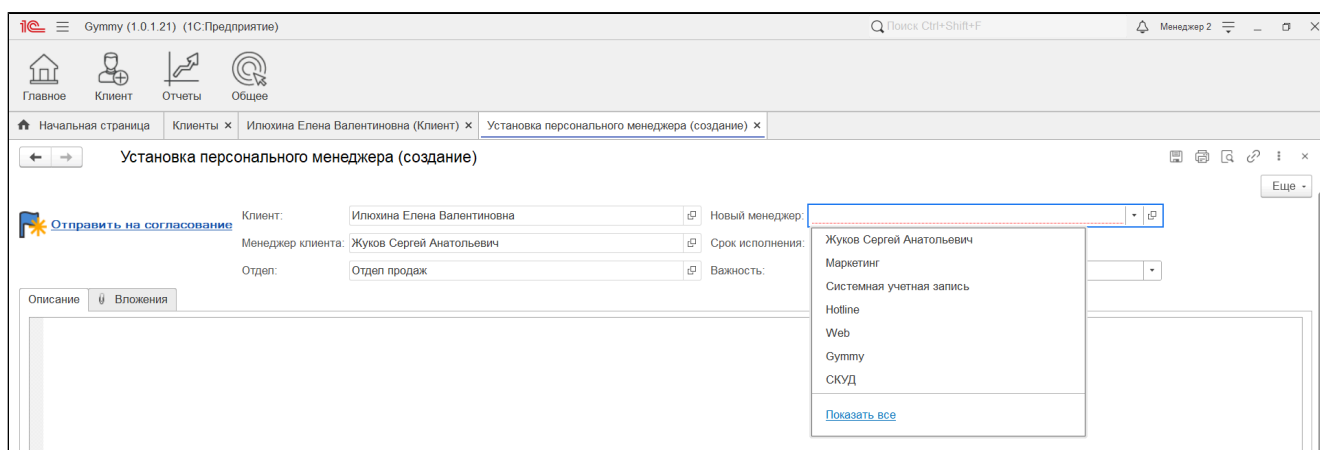 Gymmy (1.0.1.21) (1С:Предприятие) Поиск Ctrl+Shift+F Менеджер 2
Главное Клиент Отчеты Общее
Начальная страница Клиенты × Илюхина Елена Валентиновна (Клиент) × Установка персонального менеджера (создание) ×
Установка персонального менеджера (создание)
Еще
Отправить на согласование
Клиент: Илюхина Елена Валентиновна Новый менеджер:
Менеджер клиента: Жуков Сергей Анатольевич Срок исполнения:
Отдел: Отдел продаж Важность:
Жуков Сергей Анатольевич
Маркетинг
Системная учетная запись
Hotline
Web
Gymmy
СКУД
Показать все
Описание Вложения